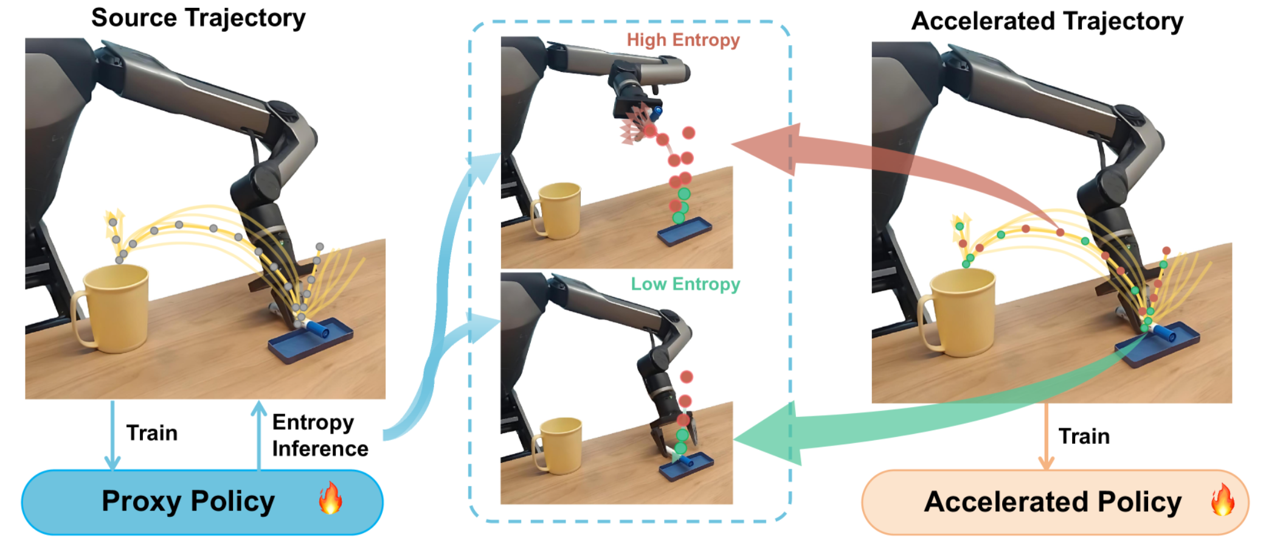 Source Trajectory
High Entropy
Accelerated Trajectory
Low Entropy
Train
Entropy
Inference
Train
Proxy Policy
Accelerated Policy